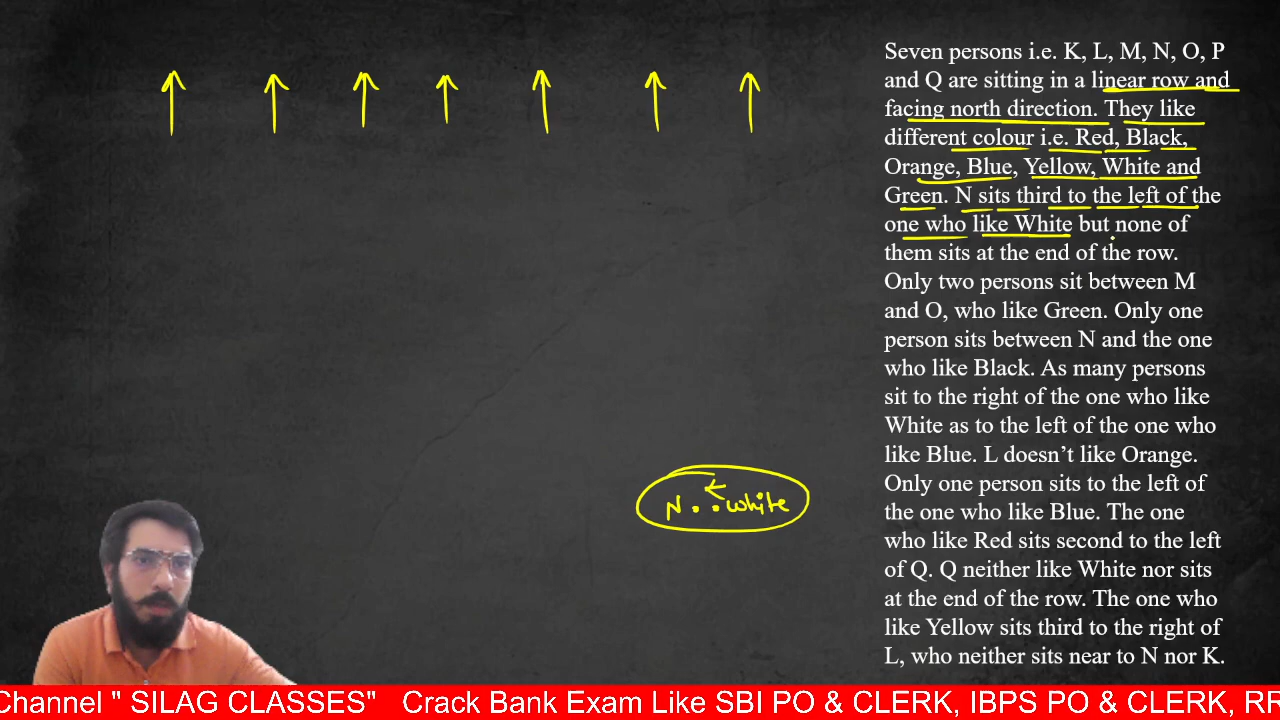 Seven persons i.e. K, L, M, N, O, P
and Q are sitting in a linear row and
facing north direction. They like
different colour i.e. Red, Black,
Orange, Blue, Yellow, White and
Green. N sits third to the left of the
one who like White but none of
them sits at the end of the row.
Only two persons sit between M
and O, who like Green. Only one
person sits between N and the one
who like Black. As many persons
sit to the right of the one who like
White as to the left of the one who
like Blue. L doesn't like Orange.
Only one person sits to the left of
the one who like Blue. The one
who like Red sits second to the left
of Q. Q neither like White nor sits
at the end of the row. The one who
like Yellow sits third to the right of
L, who neither sits near to N nor K.
N . . white
Channel " SILAG CLASSES" Crack Bank Exam Like SBI PO & CLERK, IBPS PO & CLERK, RR